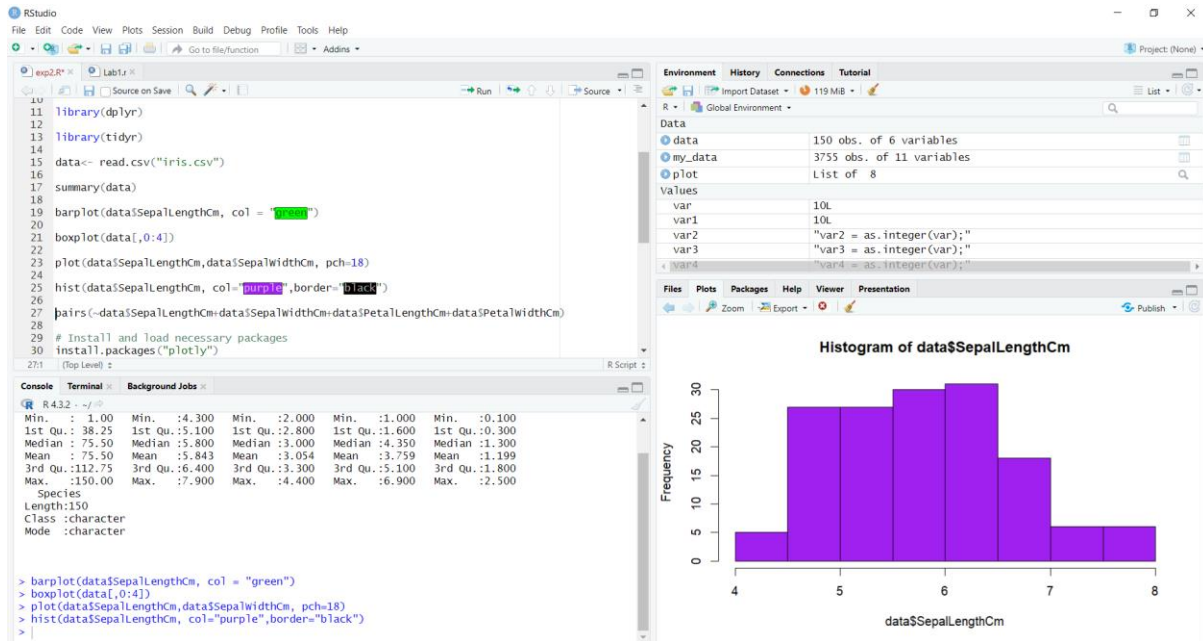 RStudio
File Edit Code View Plots Session Build Debug Profile Tools Help
Go to file/function Addins Project: (None)
exp2.R* Lab1.r
Source on Save Run Source
10
11 library(dplyr)
12
13 library(tidyr)
14
15 data<- read.csv("iris.csv")
16
17 summary(data)
18
19 barplot(data$SepalLengthCm, col = "green")
20
21 boxplot(data[,0:4])
22
23 plot(data$SepalLengthCm,data$SepalWidthCm, pch=18)
24
25 hist(data$SepalLengthCm, col="purple",border="black")
26
27 pairs(~data$SepalLengthCm+data$SepalWidthCm+data$PetalLengthCm+data$PetalWidthCm)
28
29 # Install and load necessary packages
30 install.packages("plotly")
27:1 (Top Level) R Script
Console Terminal Background Jobs
R 4.3.2 · ~/
Min. : 1.00 Min. :4.300 Min. :2.000 Min. :1.000 Min. :0.100
1st Qu.: 38.25 1st Qu.:5.100 1st Qu.:2.800 1st Qu.:1.600 1st Qu.:0.300
Median : 75.50 Median :5.800 Median :3.000 Median :4.350 Median :1.300
Mean : 75.50 Mean :5.843 Mean :3.054 Mean :3.759 Mean :1.199
3rd Qu.:112.75 3rd Qu.:6.400 3rd Qu.:3.300 3rd Qu.:5.100 3rd Qu.:1.800
Max. :150.00 Max. :7.900 Max. :4.400 Max. :6.900 Max. :2.500
Species
Length:150
Class :character
Mode :character
> barplot(data$SepalLengthCm, col = "green")
> boxplot(data[,0:4])
> plot(data$SepalLengthCm,data$SepalWidthCm, pch=18)
> hist(data$SepalLengthCm, col="purple",border="black")
>
Environment History Connections Tutorial
Import Dataset 119 MiB List
R Global Environment
Data
data 150 obs. of 6 variables
my_data 3755 obs. of 11 variables
plot List of 8
Values
var 10L
var1 10L
var2 "var2 = as.integer(var);"
var3 "var3 = as.integer(var);"
var4 "var4 = as.integer(var);"
Files Plots Packages Help Viewer Presentation
Zoom Export Publish
Histogram of data$SepalLengthCm
Frequency
30
25
20
15
10
5
0
4 5 6 7 8
data$SepalLengthCm